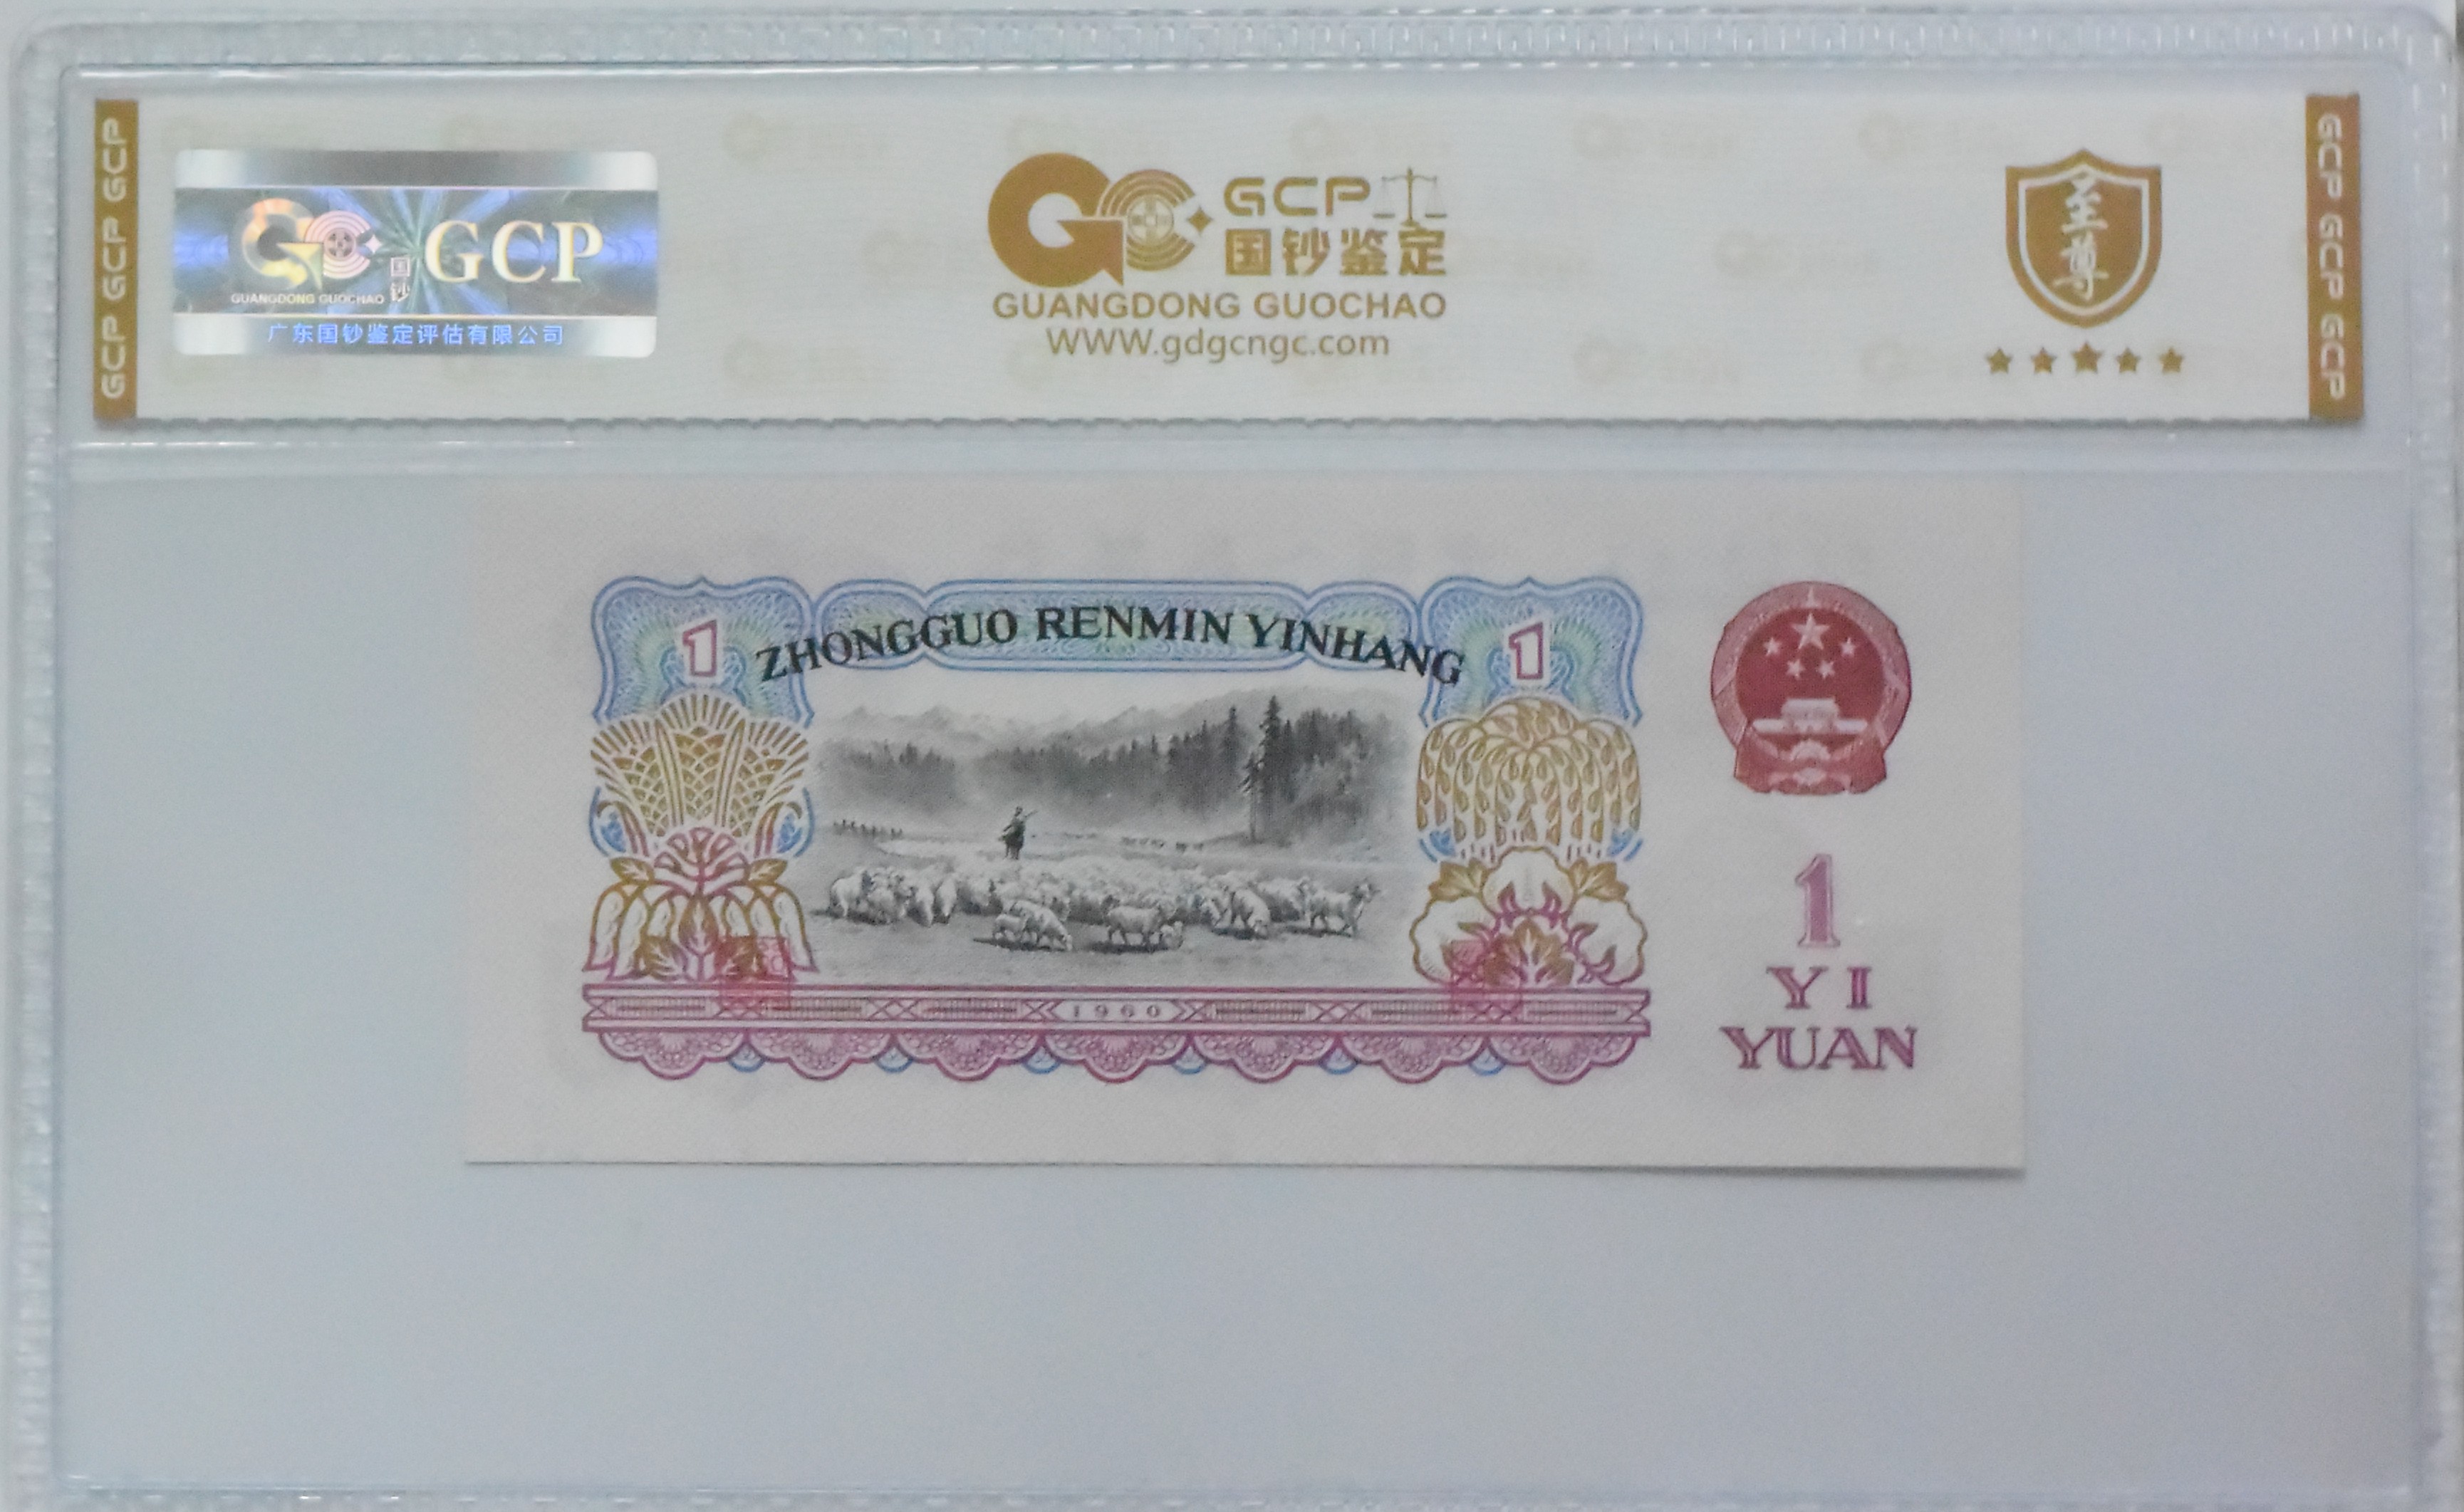 GCP GCP GCP
国钞
GCP
GUANGDONG GUOCHAO
广东国钞鉴定评估有限公司
GCP
国钞鉴定
GUANGDONG GUOCHAO
WWW.gdgcngc.com
至尊
GCP GCP GCP
ZHONGGUO RENMIN YINHANG
1
1
1960
1
YI
YUAN